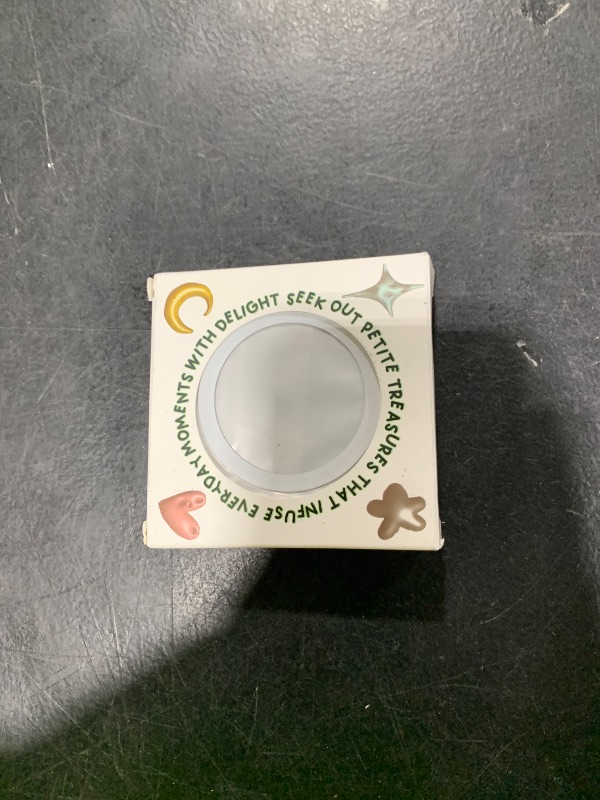 SEEK OUT PETITE TREASURES THAT INFUSE EVERYDAY MOMENTS WITH DELIGHT